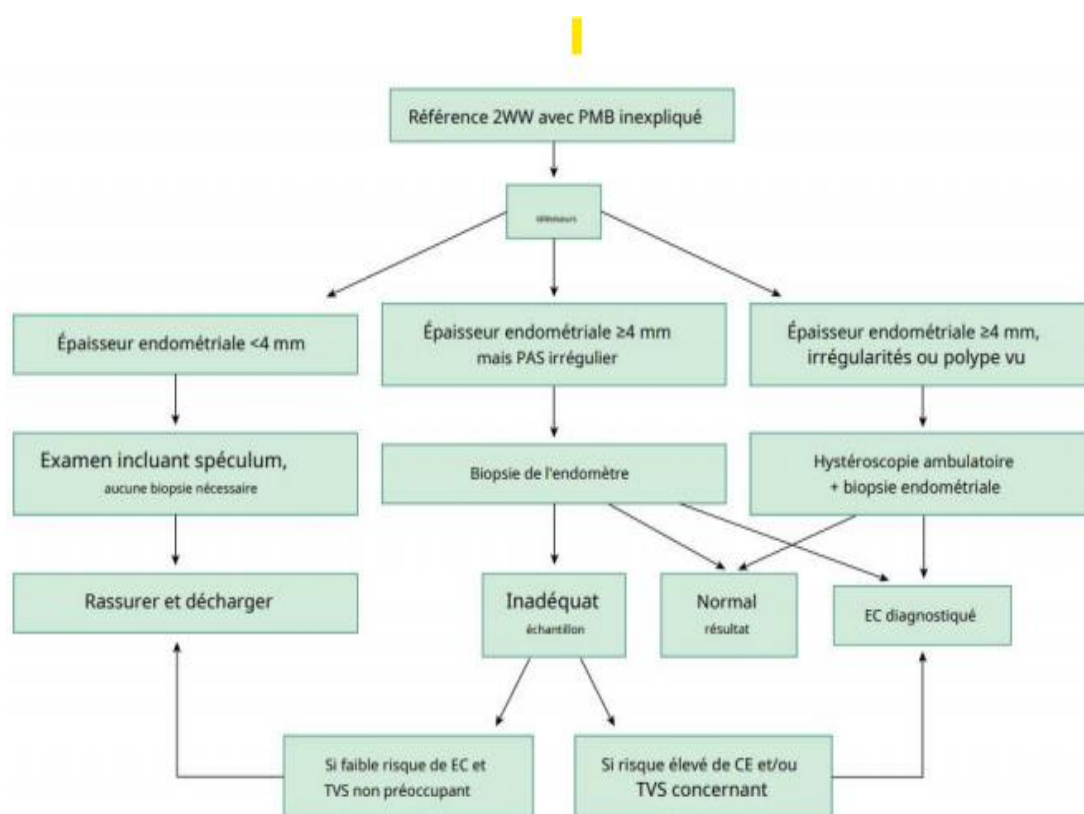 Référence 2WW avec PMB inexpliqué
téléviseurs
Épaisseur endométriale <4 mm
Épaisseur endométriale ≥4 mm
mais PAS irrégulier
Épaisseur endométriale ≥4 mm,
irrégularités ou polype vu
Examen incluant spéculum,
aucune biopsie nécessaire
Biopsie de l'endomètre
Hystéroscopie ambulatoire
+ biopsie endométriale
Rassurer et décharger
Inadéquat
échantillon
Normal
résultat
EC diagnostiqué
Si faible risque de EC et
TVS non préoccupant
Si risque élevé de CE et/ou
TVS concernant